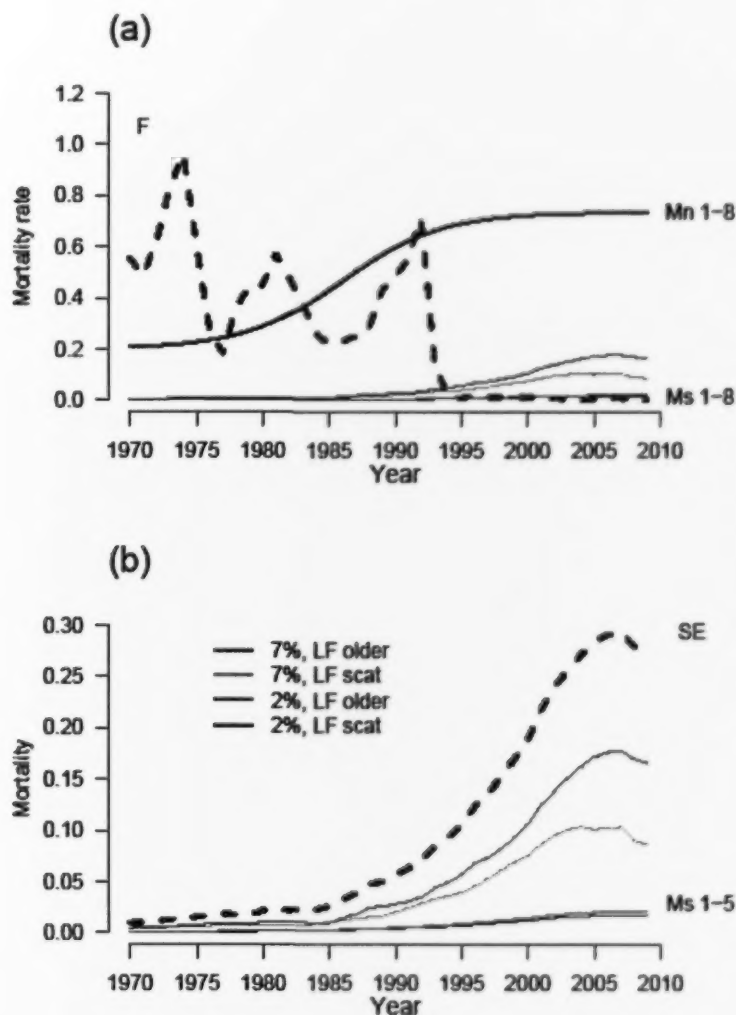 (a)
F
1.2
1.0
0.8
0.6
0.4
0.2
0.0
Mortality rate
Mn 1-8
Ms 1-8
1970 1975 1980 1985 1990 1995 2000 2005 2010
Year
(b)
0.30
0.25
0.20
0.15
0.10
0.05
0.00
Mortality
7%, LF older
7%, LF scat
2%, LF older
2%, LF scat
SE
Ms 1-5
1970 1975 1980 1985 1990 1995 2000 2005 2010
Year